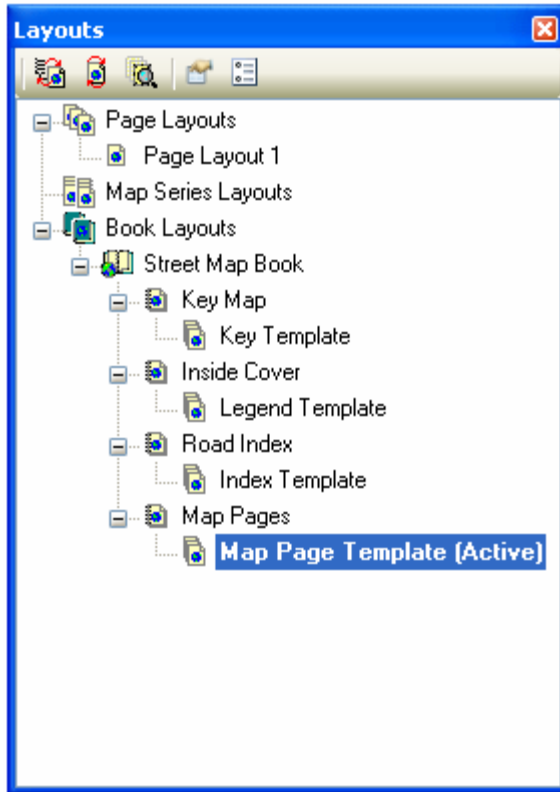 Layouts
Page Layouts
Page Layout 1
Map Series Layouts
Book Layouts
Street Map Book
Key Map
Key Template
Inside Cover
Legend Template
Road Index
Index Template
Map Pages
Map Page Template (Active)